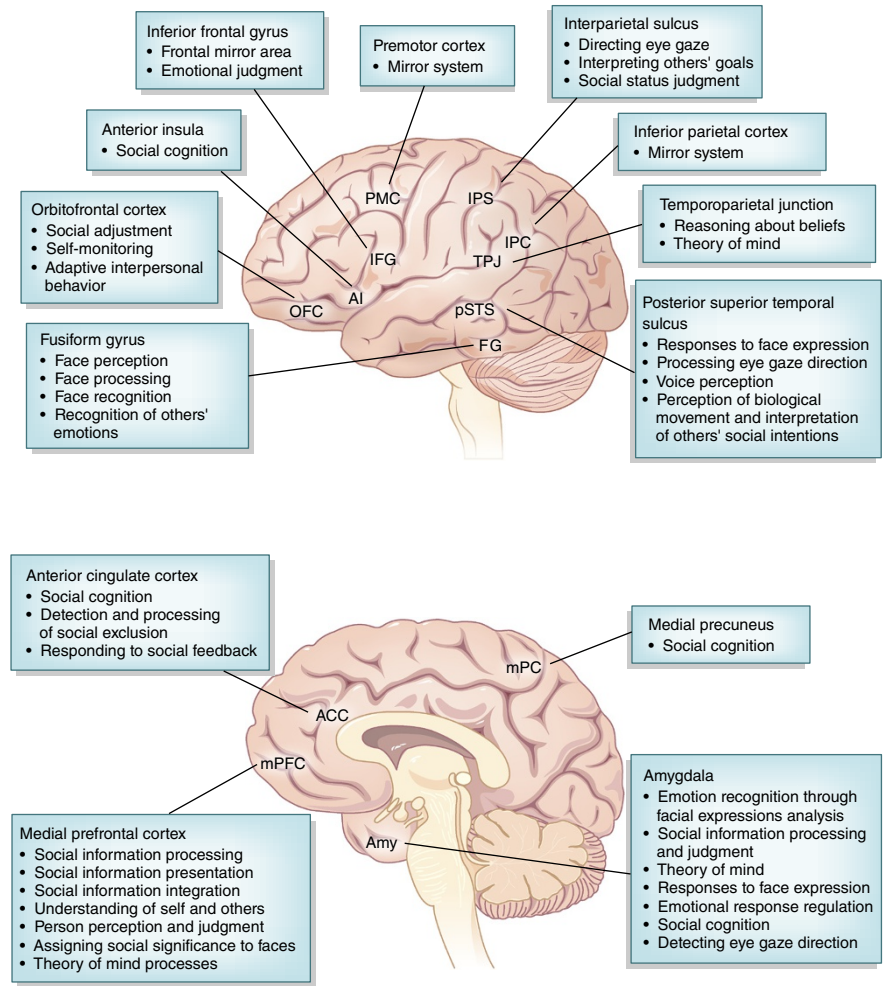 Inferior frontal gyrus
• Frontal mirror area
• Emotional judgment
Premotor cortex
• Mirror system
Interparietal sulcus
• Directing eye gaze
• Interpreting others' goals
• Social status judgment
Anterior insula
• Social cognition
Inferior parietal cortex
• Mirror system
Orbitofrontal cortex
• Social adjustment
• Self-monitoring
• Adaptive interpersonal
behavior
Temporoparietal junction
• Reasoning about beliefs
• Theory of mind
PMC
IPS
IPC
IFG
TPJ
AI
OFC
pSTS
FG
Fusiform gyrus
• Face perception
• Face processing
• Face recognition
• Recognition of others'
emotions
Posterior superior temporal
sulcus
• Responses to face expression
• Processing eye gaze direction
• Voice perception
• Perception of biological
movement and interpretation
of others' social intentions
Anterior cingulate cortex
• Social cognition
• Detection and processing
of social exclusion
• Responding to social feedback
Medial precuneus
• Social cognition
mPC
ACC
mPFC
Amy
Medial prefrontal cortex
• Social information processing
• Social information presentation
• Social information integration
• Understanding of self and others
• Person perception and judgment
• Assigning social significance to faces
• Theory of mind processes
Amygdala
• Emotion recognition through
facial expressions analysis
• Social information processing
and judgment
• Theory of mind
• Responses to face expression
• Emotional response regulation
• Social cognition
• Detecting eye gaze direction